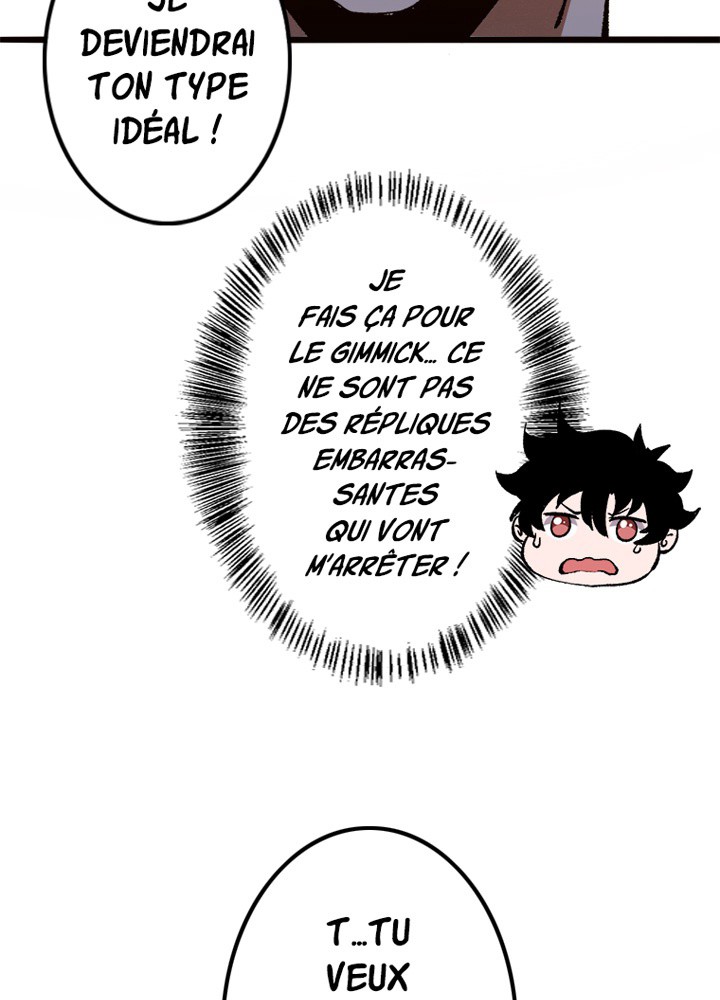 JE
DEVIENDRAI
TON TYPE
IDÉAL !
JE
FAIS ÇA POUR
LE GIMMICK... CE
NE SONT PAS
DES RÉPLIQUES
EMBARRAS-
SANTES
QUI VONT
M'ARRÊTER !
T...TU
VEUX